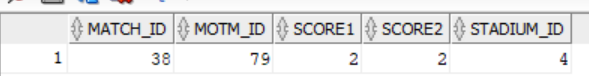 MATCH_ID MOTM_ID SCORE1 SCORE2 STADIUM_ID
1 38 79 2 2 4